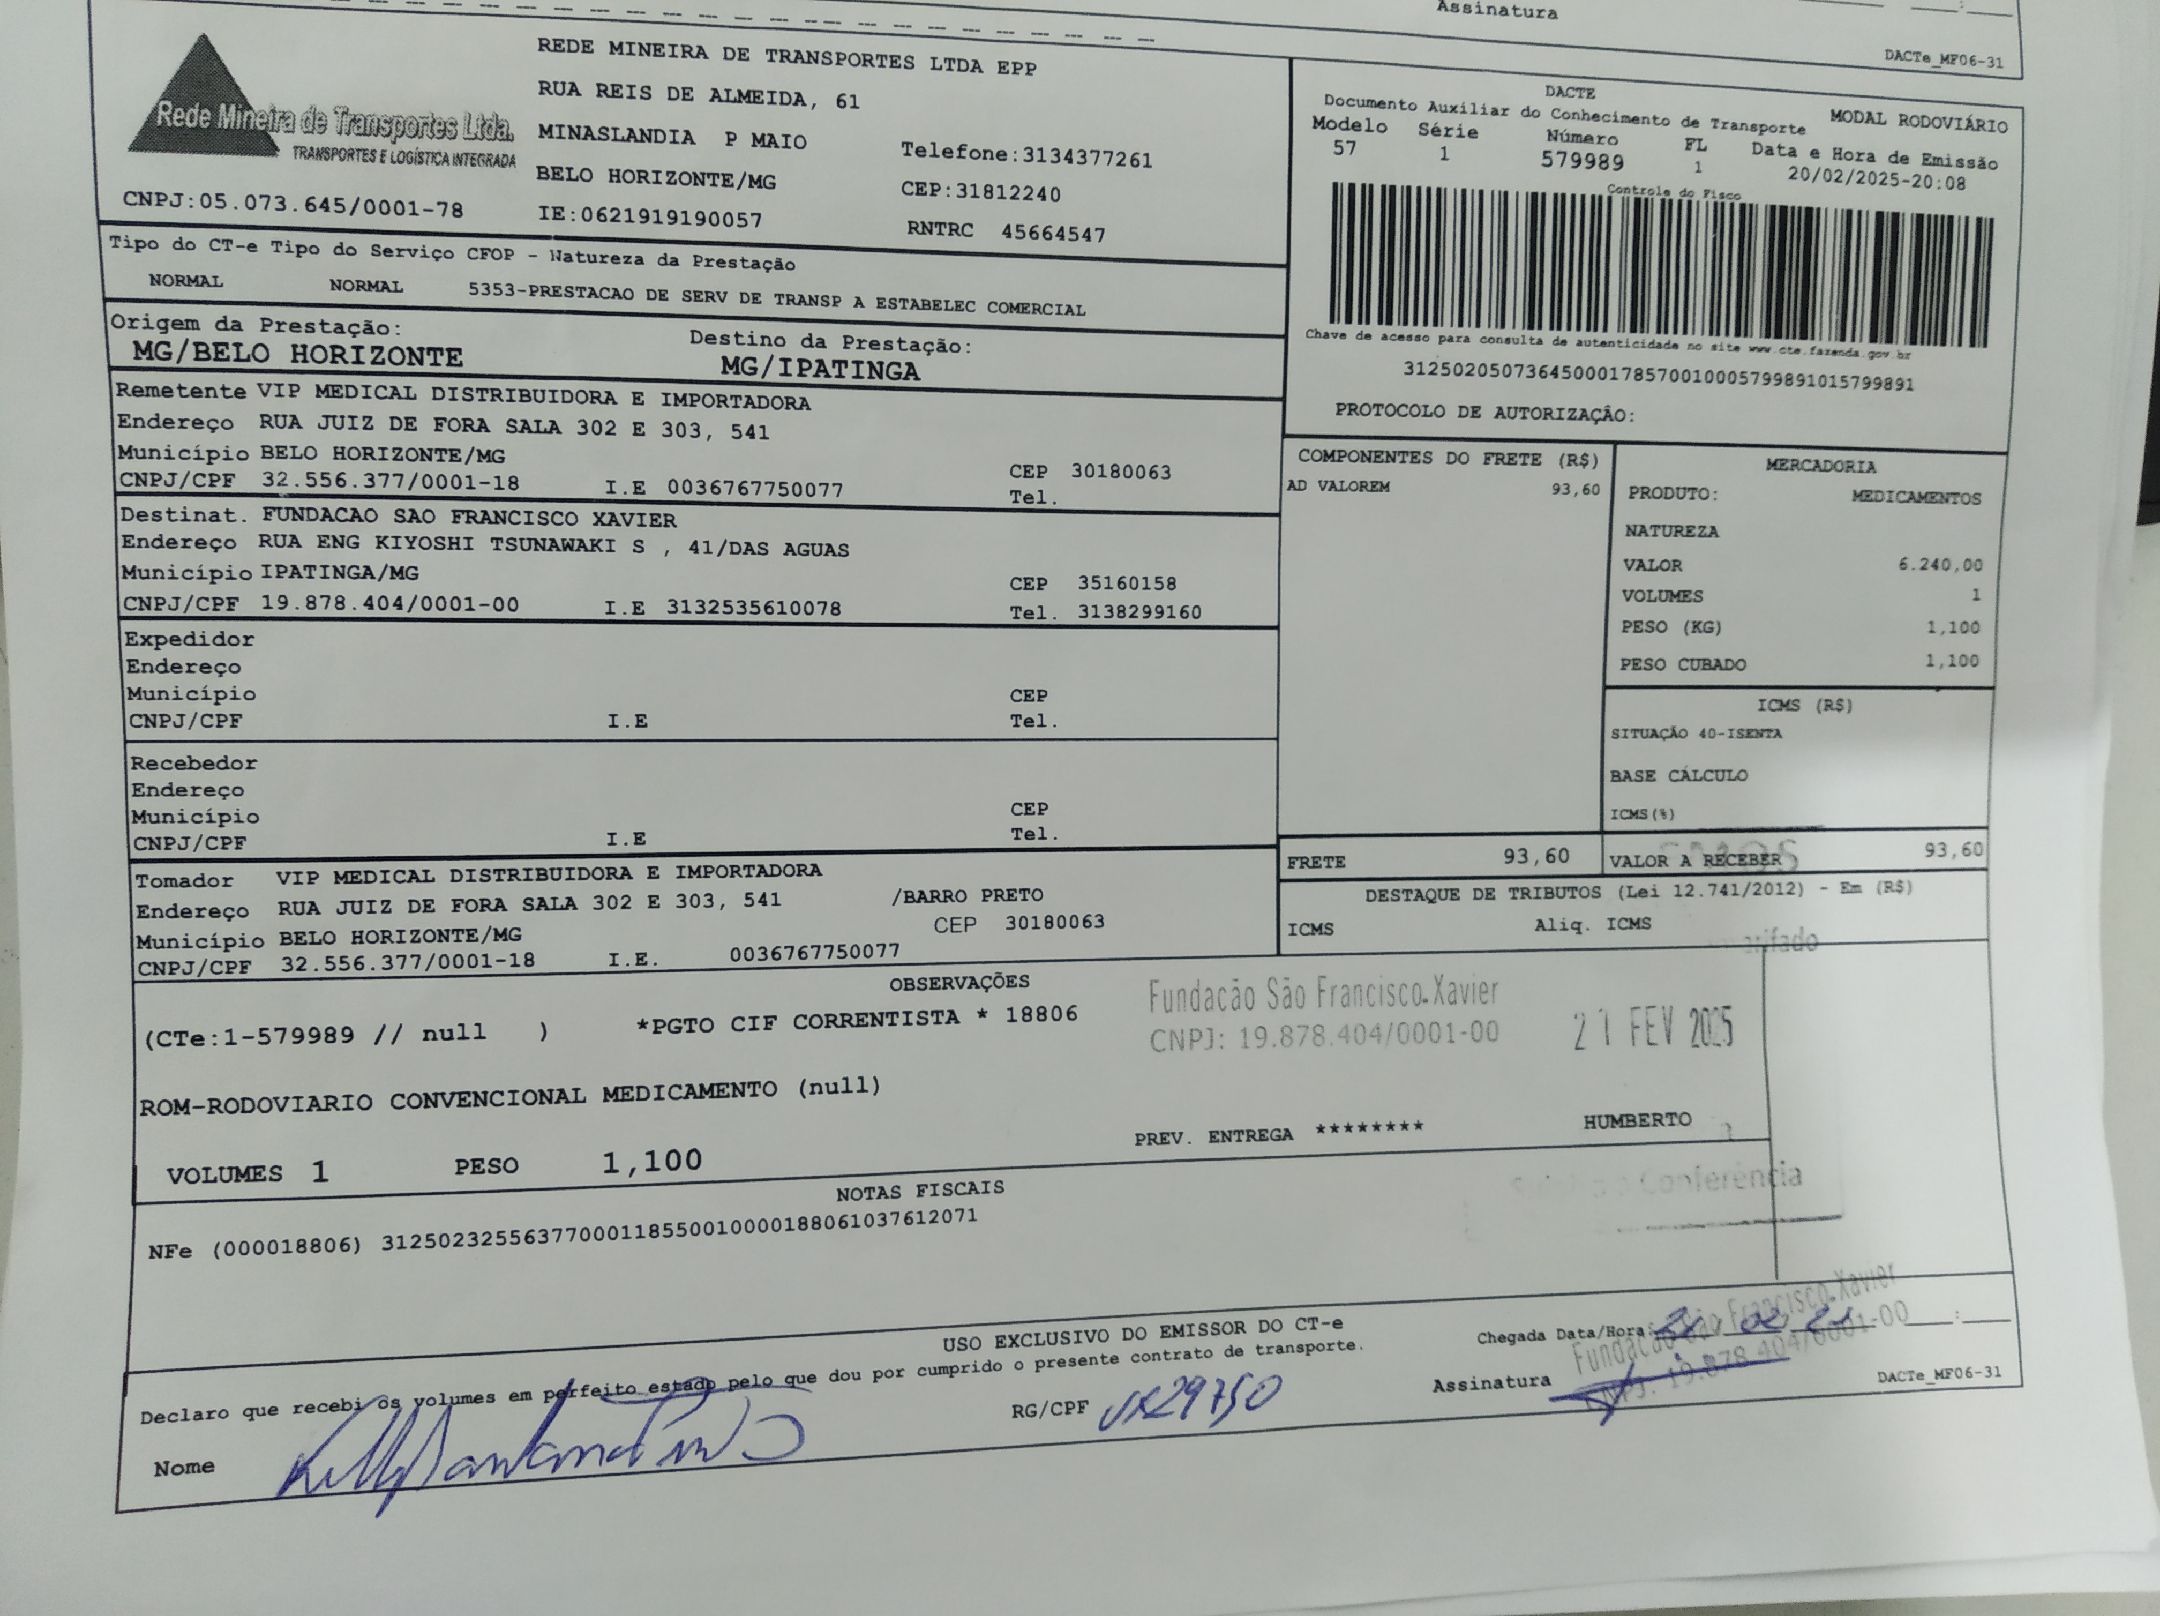 Assinatura
DACTe_MF06-31
Rede Mineira de Transportes Ltda.
TRANSPORTES E LOGÍSTICA INTEGRADA
CNPJ:05.073.645/0001-78
REDE MINEIRA DE TRANSPORTES LTDA EPP
RUA REIS DE ALMEIDA, 61
MINASLANDIA P MAIO Telefone:3134377261
BELO HORIZONTE/MG CEP:31812240
IE:0621919190057 RNTRC 45664547
DACTE
Documento Auxiliar do Conhecimento de Transporte MODAL RODOVIÁRIO
Modelo Série Número FL Data e Hora de Emissão
57 1 579989 1 20/02/2025-20:08
Controle do Fisco
Chave de acesso para consulta de autenticidade no site www.cte.fazenda.gov.br
31250205073645000178570010005799891015799891
PROTOCOLO DE AUTORIZAÇÂO:
Tipo do CT-e Tipo do Serviço CFOP - Natureza da Prestação
NORMAL NORMAL 5353-PRESTACAO DE SERV DE TRANSP A ESTABELEC COMERCIAL
Origem da Prestação: Destino da Prestação:
MG/BELO HORIZONTE MG/IPATINGA
Remetente VIP MEDICAL DISTRIBUIDORA E IMPORTADORA
Endereço RUA JUIZ DE FORA SALA 302 E 303, 541
Município BELO HORIZONTE/MG CEP 30180063
CNPJ/CPF 32.556.377/0001-18 I.E 0036767750077 Tel.
Destinat. FUNDACAO SAO FRANCISCO XAVIER
Endereço RUA ENG KIYOSHI TSUNAWAKI S , 41/DAS AGUAS
Município IPATINGA/MG CEP 35160158
CNPJ/CPF 19.878.404/0001-00 I.E 3132535610078 Tel. 3138299160
Expedidor
Endereço
Município CEP
CNPJ/CPF I.E Tel.
Recebedor
Endereço
Município CEP
CNPJ/CPF I.E Tel.
Tomador VIP MEDICAL DISTRIBUIDORA E IMPORTADORA
Endereço RUA JUIZ DE FORA SALA 302 E 303, 541 /BARRO PRETO
Município BELO HORIZONTE/MG CEP 30180063
CNPJ/CPF 32.556.377/0001-18 I.E. 0036767750077
COMPONENTES DO FRETE (R$)
AD VALOREM 93,60
MERCADORIA
PRODUTO: MEDICAMENTOS
NATUREZA
VALOR 6.240,00
VOLUMES 1
PESO (KG) 1,100
PESO CUBADO 1,100
ICMS (R$)
SITUAÇÃO 40-ISENTA
BASE CÁLCULO
ICMS(%)
FRETE 93,60 VALOR A RECEBER 93,60
DESTAQUE DE TRIBUTOS (Lei 12.741/2012) - Em (R$)
ICMS Aliq. ICMS
OBSERVAÇÕES
(CTe:1-579989 // null ) *PGTO CIF CORRENTISTA * 18806
Fundacão São Francisco Xavier
CNPJ: 19.878.404/0001-00
21 FEV 2025
ROM-RODOVIARIO CONVENCIONAL MEDICAMENTO (null)
PREV. ENTREGA ******** HUMBERTO
VOLUMES 1 PESO 1,100
Conferência
NOTAS FISCAIS
NFe (000018806) 31250232556377000118550010000188061037612071
USO EXCLUSIVO DO EMISSOR DO CT-e
Declaro que recebi os volumes em perfeito estado pelo que dou por cumprido o presente contrato de transporte.
Chegada Data/Hora:
Fundacão São Francisco Xavier
CNPJ: 19.878.404/0001-00
Nome
RG/CPF
Assinatura
DACTe_MF06-31